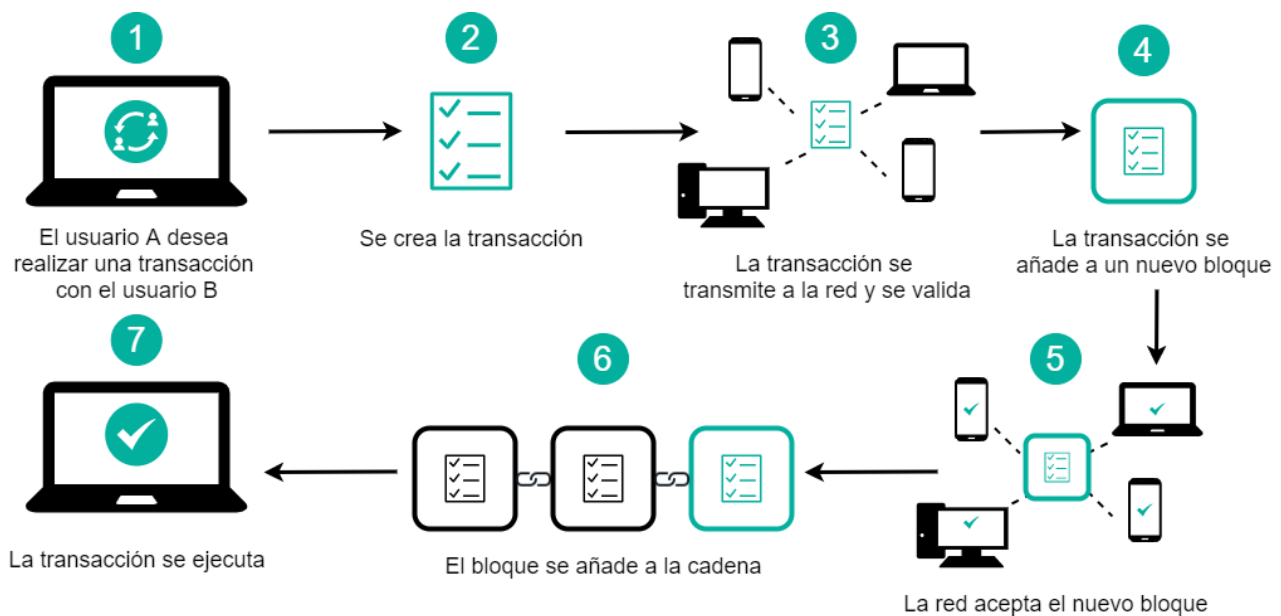 1
El usuario A desea
realizar una transacción
con el usuario B
2
Se crea la transacción
3
La transacción se
transmite a la red y se valida
4
La transacción se
añade a un nuevo bloque
5
La red acepta el nuevo bloque
6
El bloque se añade a la cadena
7
La transacción se ejecuta